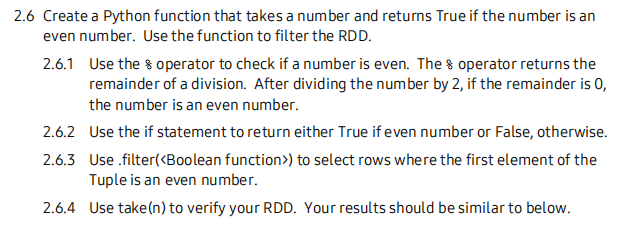 2.6 Create a Python function that takes a number and returns True if the number is an
even number. Use the function to filter the RDD.
2.6.1 Use the % operator to check if a number is even. The % operator returns the
remainder of a division. After dividing the number by 2, if the remainder is 0,
the number is an even number.
2.6.2 Use the if statement to return either True if even number or False, otherwise.
2.6.3 Use .filter(<Boolean function>) to select rows where the first element of the
Tuple is an even number.
2.6.4 Use take(n) to verify your RDD. Your results should be similar to below.